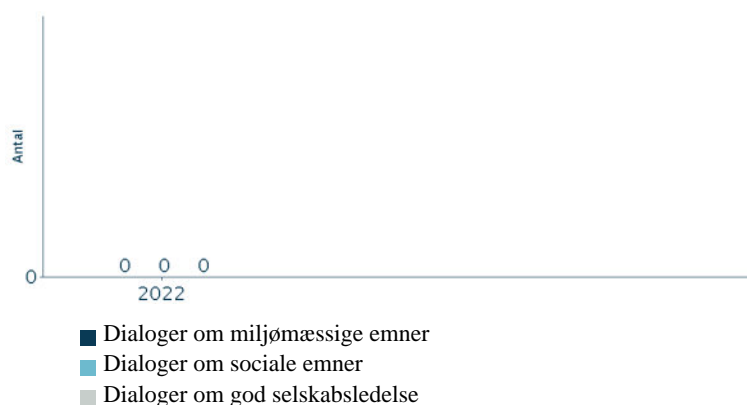 Antal
0 0 0
0
2022
Dialoger om miljømæssige emner
Dialoger om sociale emner
Dialoger om god selskabsledelse